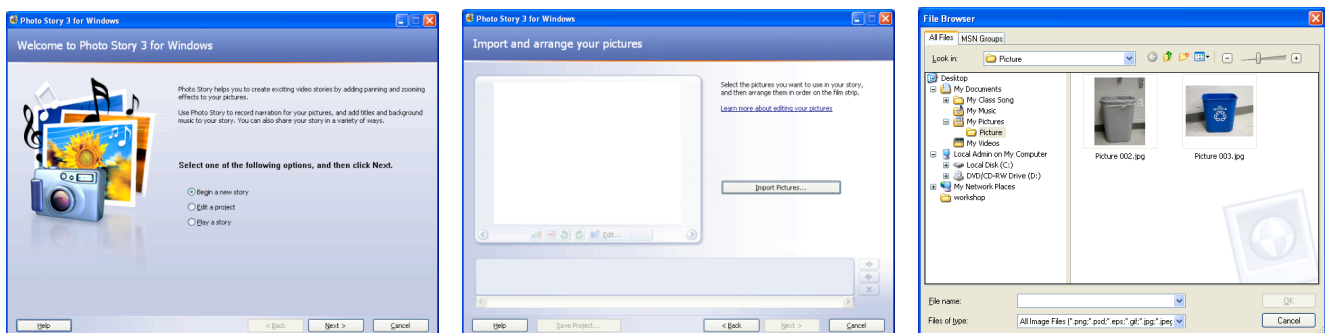 Photo Story 3 for Windows
Welcome to Photo Story 3 for Windows
Photo Story helps you to create exciting video stories by adding panning and zooming
effects to your pictures.
Use Photo Story to record narration for your pictures, and add titles and background
music to your story. You can also share your story in a variety of ways.
Select one of the following options, and then click Next.
Begin a new story
Edit a project
Play a story
Help
< Back
Next >
Cancel
Photo Story 3 for Windows
Import and arrange your pictures
Select the pictures you want to use in your story,
and then arrange them in order on the film strip.
Learn more about editing your pictures
Import Pictures...
Edit...
Help
Save Project...
< Back
Next >
Cancel
File Browser
All Files
MSN Groups
Look in:
Picture
Desktop
My Documents
My Class Song
My Music
My Pictures
Picture
My Videos
Local Admin on My Computer
Local Disk (C:)
DVD/CD-RW Drive (D:)
My Network Places
workshop
Picture 002.jpg
Picture 003.jpg
File name:
OK
Files of type:
All Image Files (*.png;*.psd;*.eps;*.gif;*.jpg;*.jpeg
Cancel